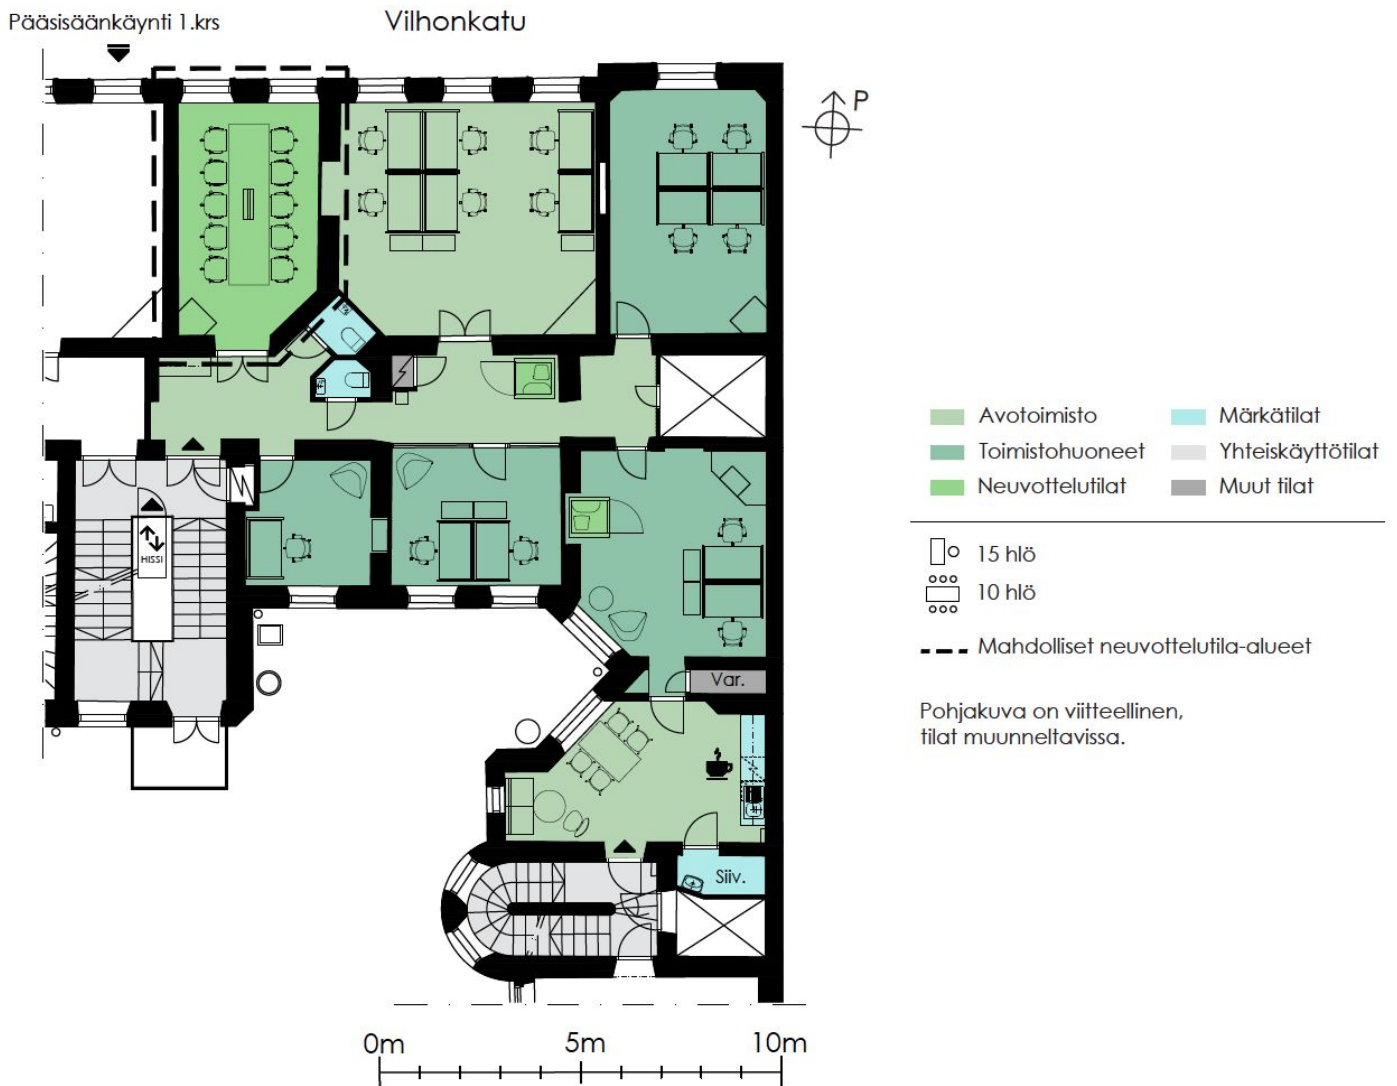 Pääsisäänkäynti 1.krs
Vilhonkatu
P
HISSI
Var.
Siiv.
Avotoimisto
Toimistohuoneet
Neuvottelutilat
Märkätilat
Yhteiskäyttötilat
Muut tilat
15 hlö
10 hlö
Mahdolliset neuvottelutila-alueet
Pohjakuva on viitteellinen,
tilat muunneltavissa.
0m
5m
10m